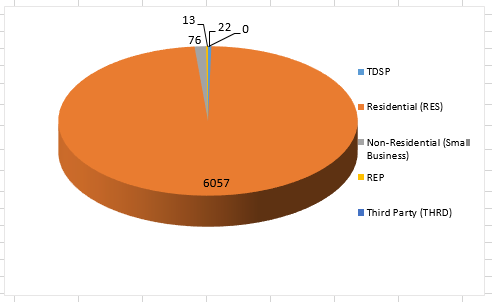 13
22
0
76
TDSP
Residential (RES)
Non-Residential (Small
Business)
REP
6057
Third Party (THRD)